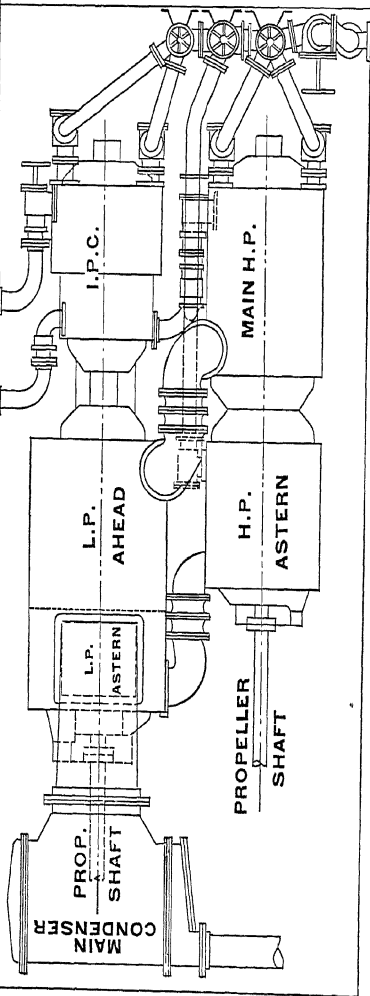 I.P.C.
MAIN H.P.
L.P.
AHEAD
H.P.
ASTERN
L.P.
ASTERN
PROPELLER
SHAFT
PROP.
SHAFT
MAIN
CONDENSER